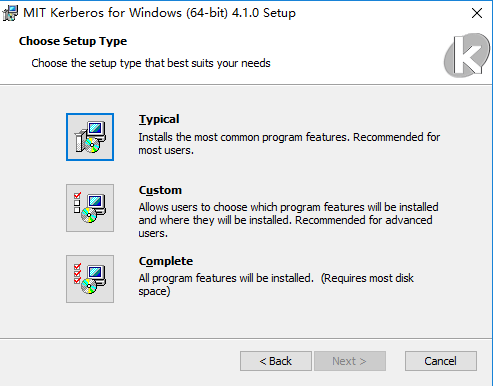 MIT Kerberos for Windows (64-bit) 4.1.0 Setup
Choose Setup Type
Choose the setup type that best suits your needs
k
Typical
Installs the most common program features. Recommended for
most users.
Custom
Allows users to choose which program features will be installed
and where they will be installed. Recommended for advanced
users.
Complete
All program features will be installed. (Requires most disk
space)
< Back
Next >
Cancel